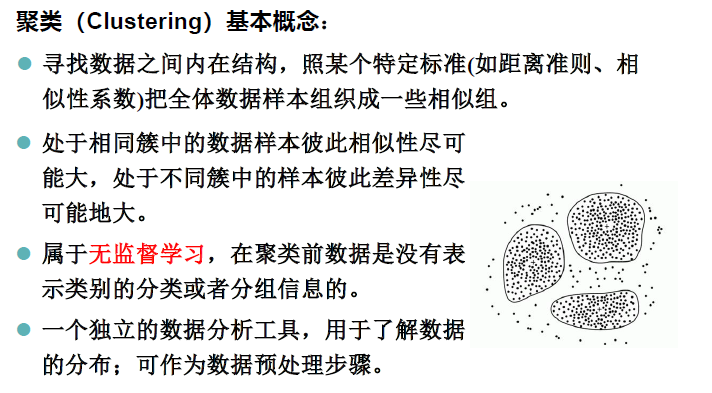 聚类（Clustering）基本概念：
寻找数据之间内在结构，照某个特定标准(如距离准则、相
似性系数)把全体数据样本组织成一些相似组。
处于相同簇中的数据样本彼此相似性尽可
能大，处于不同簇中的样本彼此差异性尽
可能地大。
属于无监督学习，在聚类前数据是没有表
示类别的分类或者分组信息的。
一个独立的数据分析工具，用于了解数据
的分布；可作为数据预处理步骤。